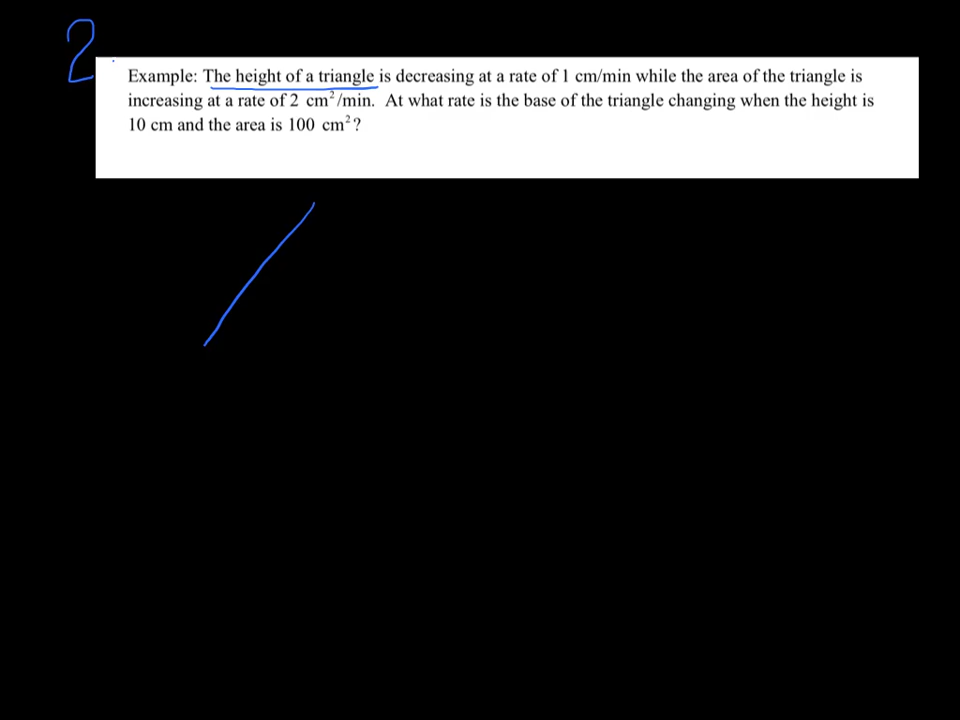 2.
Example: The height of a triangle is decreasing at a rate of 1 cm/min while the area of the triangle is
increasing at a rate of 2 cm²/min. At what rate is the base of the triangle changing when the height is
10 cm and the area is 100 cm²?